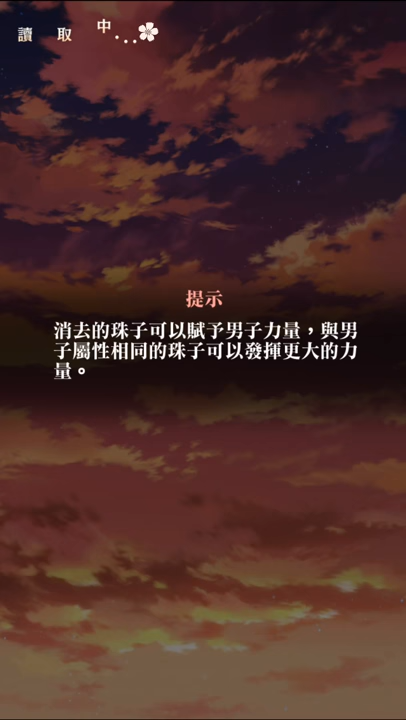 讀取中...
提示
消去的珠子可以賦予男子力量，與男
子屬性相同的珠子可以發揮更大的力
量。